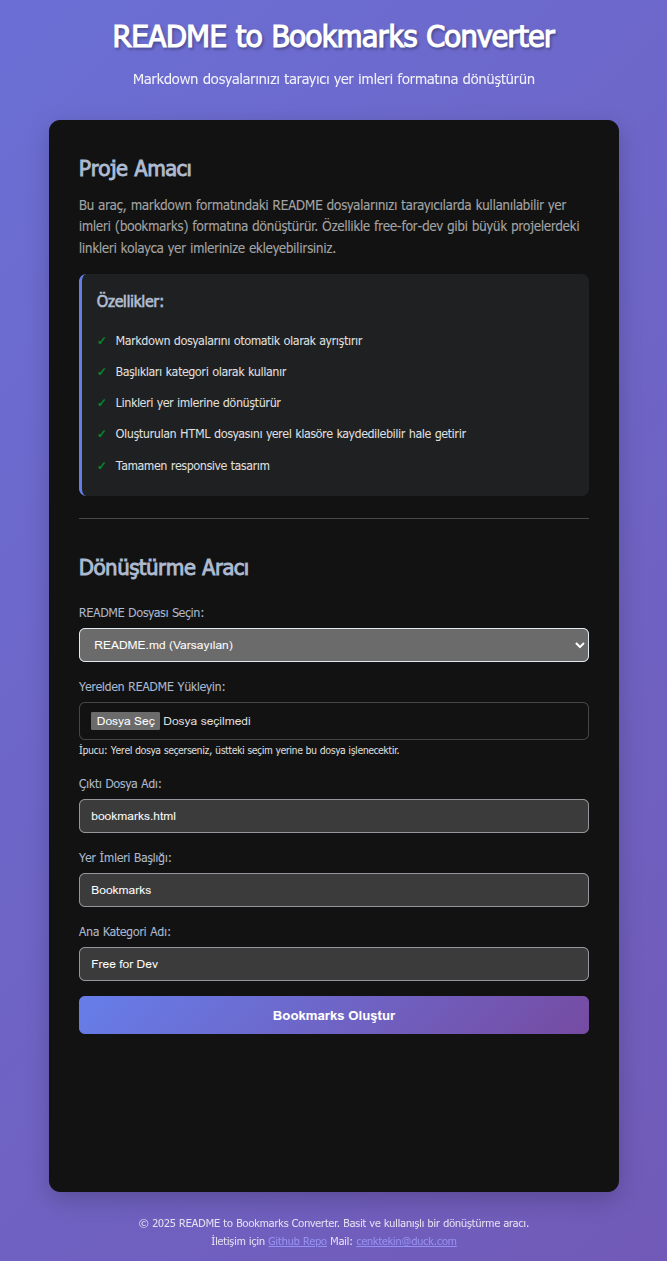 README to Bookmarks Converter
Markdown dosyalarınızı tarayıcı yer imleri formatına dönüştürün
Proje Amacı
Bu araç, markdown formatındaki README dosyalarınızı tarayıcılarda kullanılabilir yer
imleri (bookmarks) formatına dönüştürür. Özellikle free-for-dev gibi büyük projelerdeki
linkleri kolayca yer imlerinize ekleyebilirsiniz.
Özellikler:
✓ Markdown dosyalarını otomatik olarak ayrıştırır
✓ Başlıkları kategori olarak kullanır
✓ Linkleri yer imlerine dönüştürür
✓ Oluşturulan HTML dosyasını yerel klasöre kaydedilebilir hale getirir
✓ Tamamen responsive tasarım
Dönüştürme Aracı
README Dosyası Seçin:
README.md (Varsayılan)
Yerelden README Yükleyin:
Dosya Seç Dosya seçilmedi
İpucu: Yerel dosya seçerseniz, üstteki seçim yerine bu dosya işlenecektir.
Çıktı Dosya Adı:
bookmarks.html
Yer İmleri Başlığı:
Bookmarks
Ana Kategori Adı:
Free for Dev
Bookmarks Oluştur
© 2025 README to Bookmarks Converter. Basit ve kullanışlı bir dönüştürme aracı.
İletişim için Github Repo Mail: cenktekin@duck.com